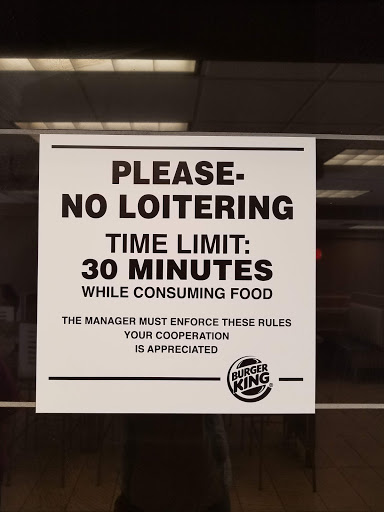 PLEASE-
NO LOITERING
TIME LIMIT:
30 MINUTES
WHILE CONSUMING FOOD
THE MANAGER MUST ENFORCE THESE RULES
YOUR COOPERATION
IS APPRECIATED
BURGER
KING
®